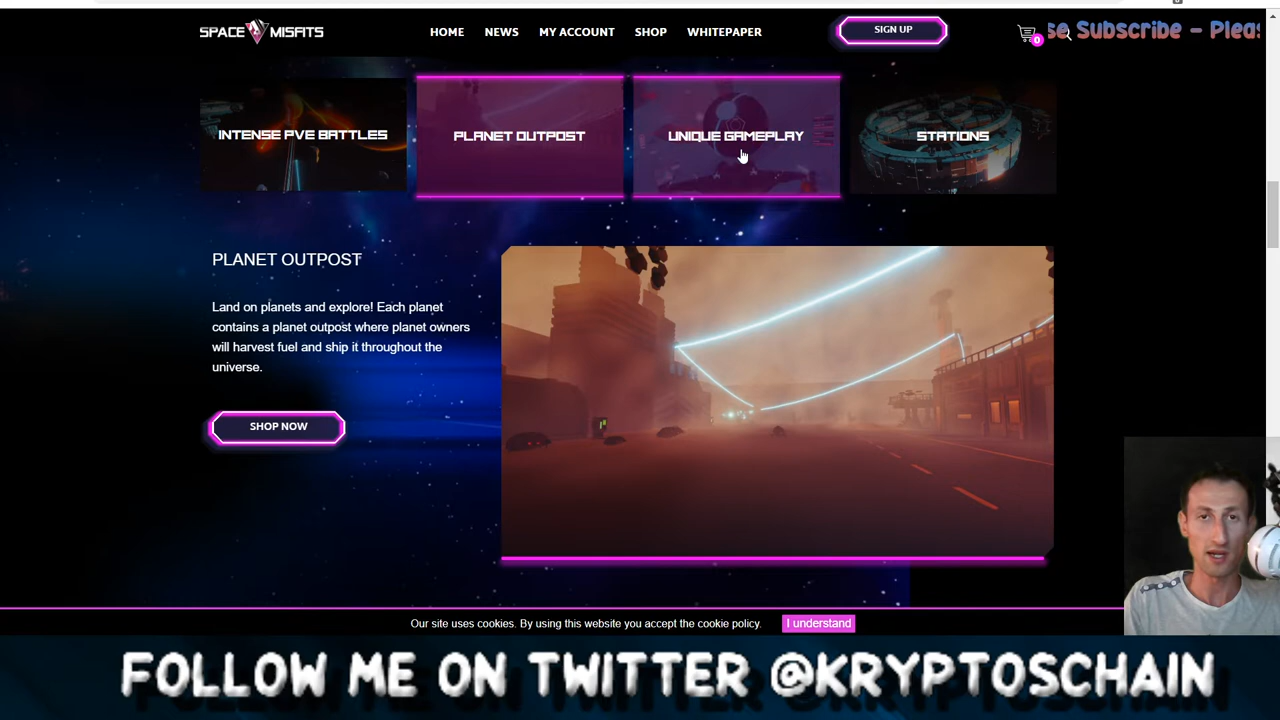 SPACE MISFITS
HOME NEWS MY ACCOUNT SHOP WHITEPAPER
SIGN UP
0
se Subscribe - Pleas
INTENSE PVE BATTLES
PLANET OUTPOST
UNIQUE GAMEPLAY
STATIONS
PLANET OUTPOST
Land on planets and explore! Each planet
contains a planet outpost where planet owners
will harvest fuel and ship it throughout the
universe.
SHOP NOW
Our site uses cookies. By using this website you accept the cookie policy.
I understand
FOLLOW ME ON TWITTER @KRYPTOSCHAIN